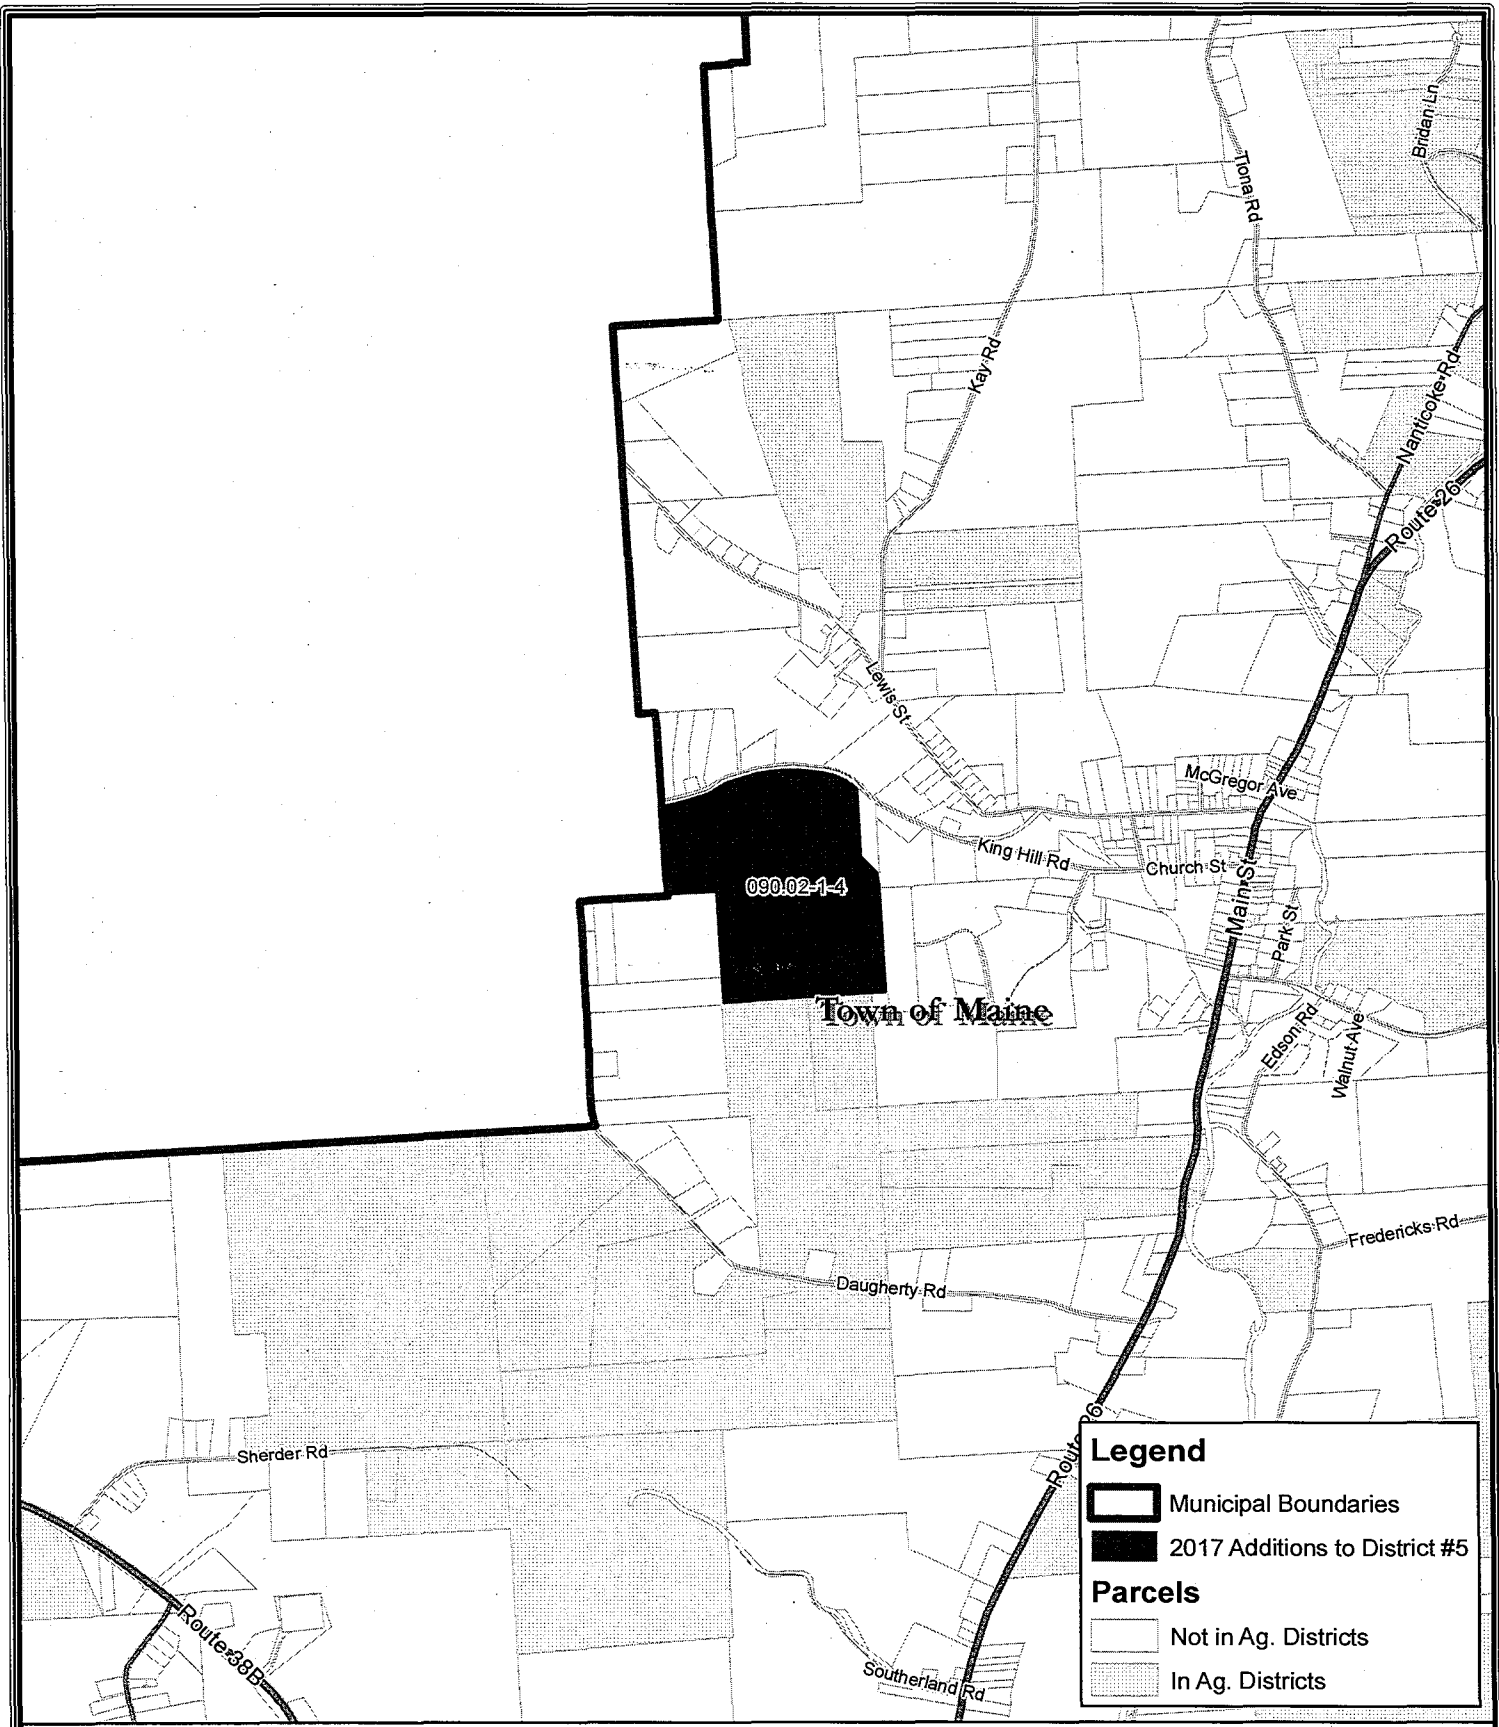 Bridan Ln
Tiona Rd
Kay Rd
Nanticoke Rd
Route 26
Lewis St
McGregor Ave
King Hill Rd
Church St
Main St
090.02-1-4
Park St
Town of Maine
Edson Rd
Walnut Ave
Fredericks Rd
Daugherty Rd
Route 26
Sherder Rd
Route 38B
Southerland Rd
Legend
Municipal Boundaries
2017 Additions to District #5
Parcels
Not in Ag. Districts
In Ag. Districts